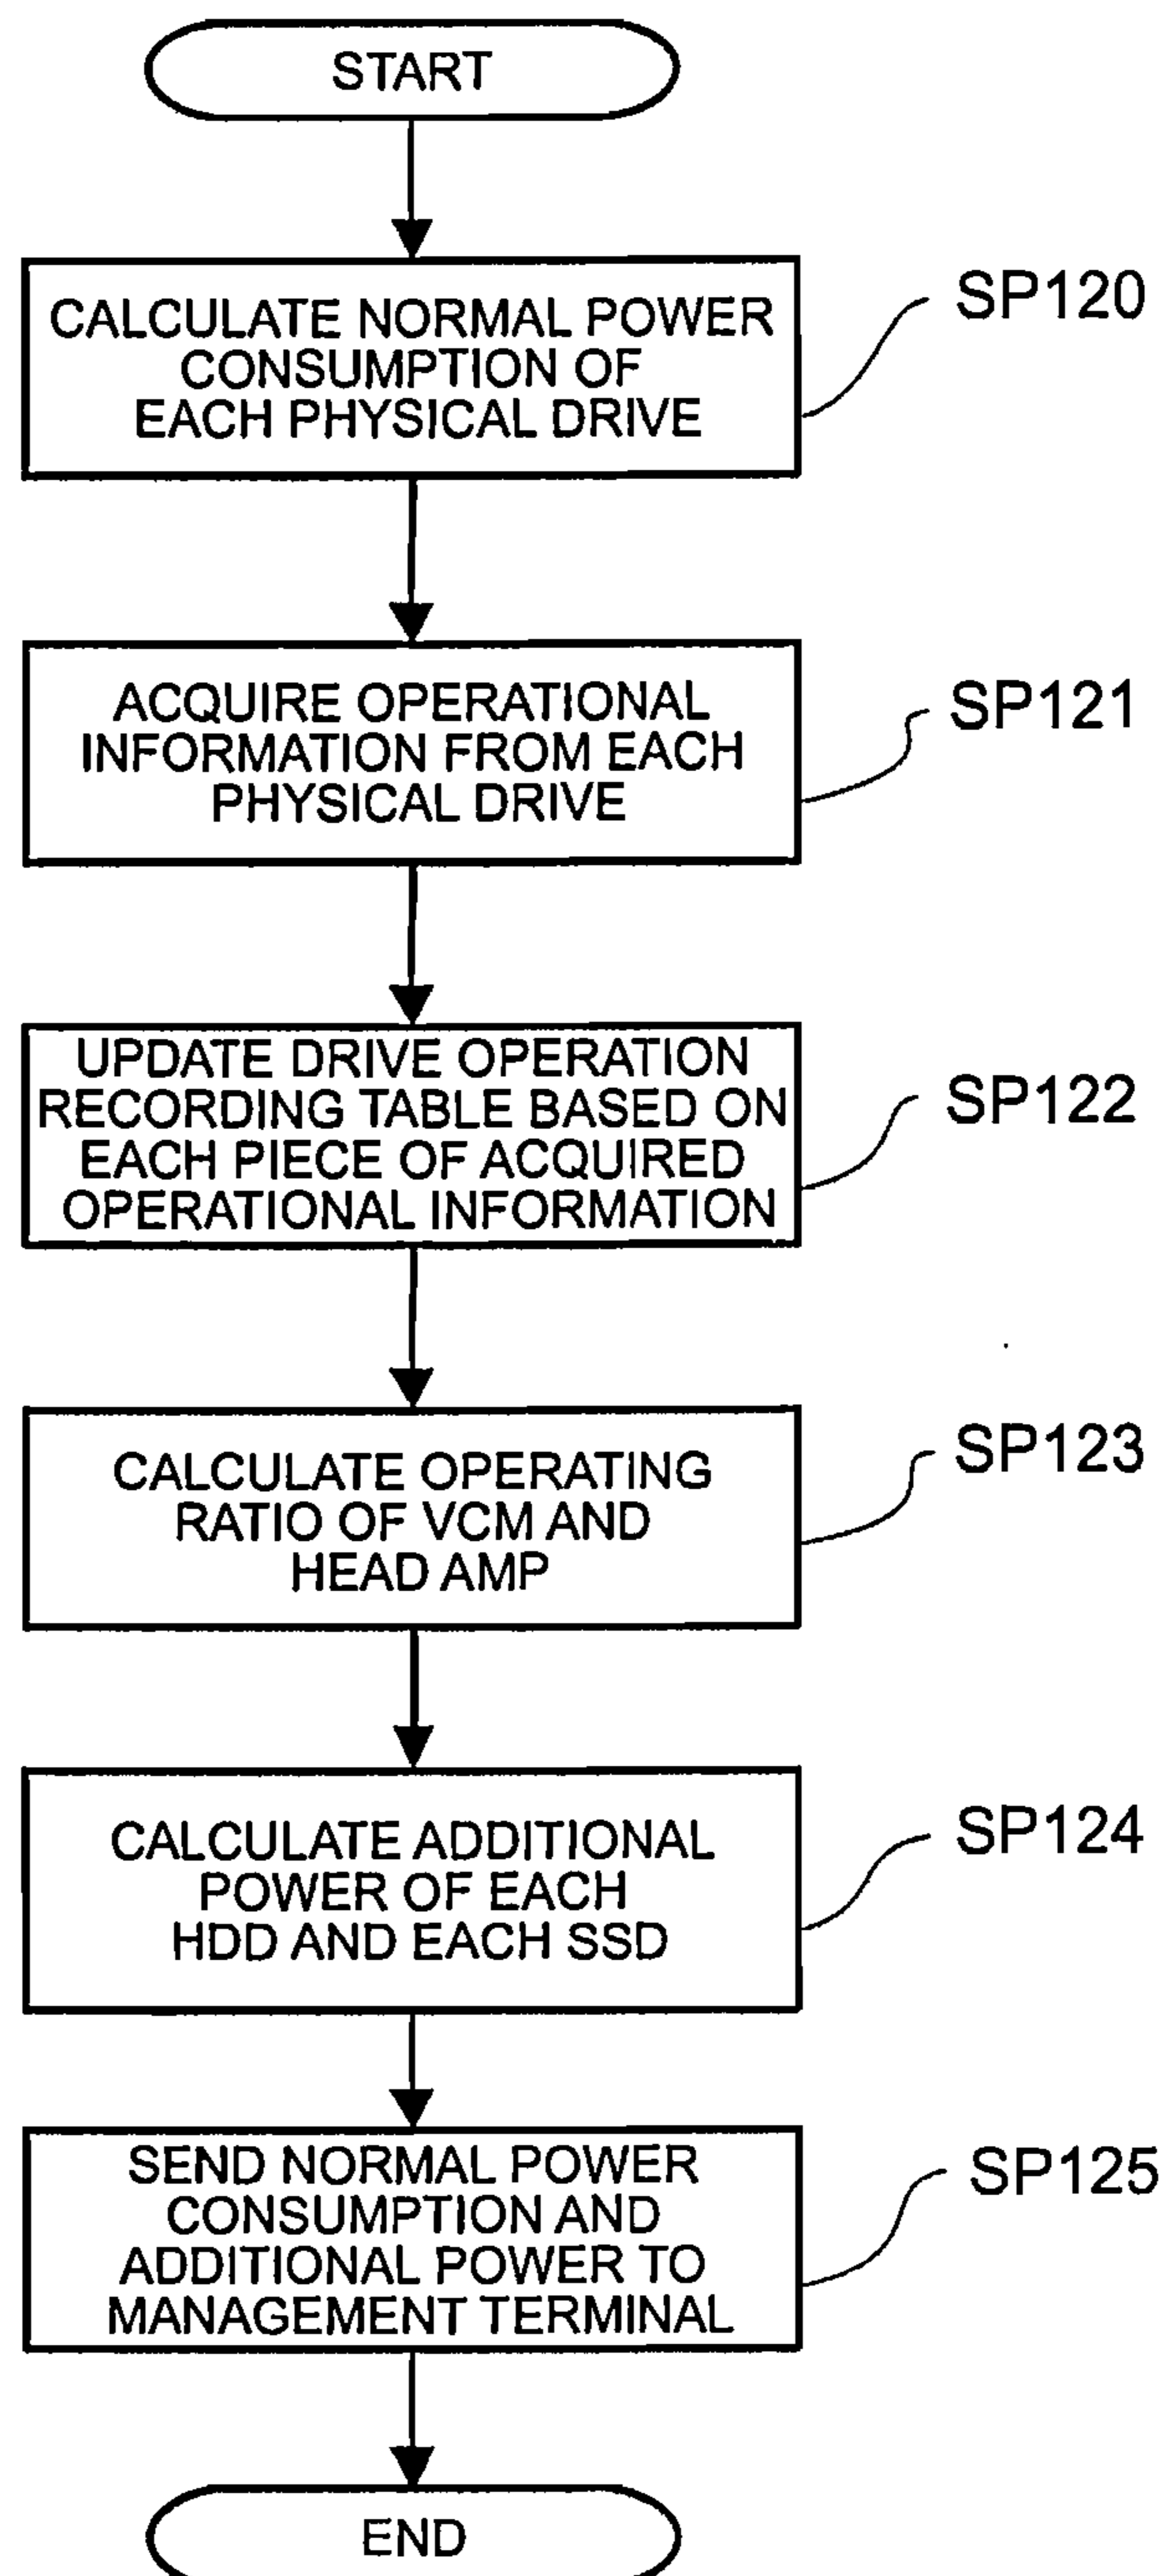 START
CALCULATE NORMAL POWER
CONSUMPTION OF
EACH PHYSICAL DRIVE
SP120
ACQUIRE OPERATIONAL
INFORMATION FROM EACH
PHYSICAL DRIVE
SP121
UPDATE DRIVE OPERATION
RECORDING TABLE BASED ON
EACH PIECE OF ACQUIRED
OPERATIONAL INFORMATION
SP122
CALCULATE OPERATING
RATIO OF VCM AND
HEAD AMP
SP123
CALCULATE ADDITIONAL
POWER OF EACH
HDD AND EACH SSD
SP124
SEND NORMAL POWER
CONSUMPTION AND
ADDITIONAL POWER TO
MANAGEMENT TERMINAL
SP125
END